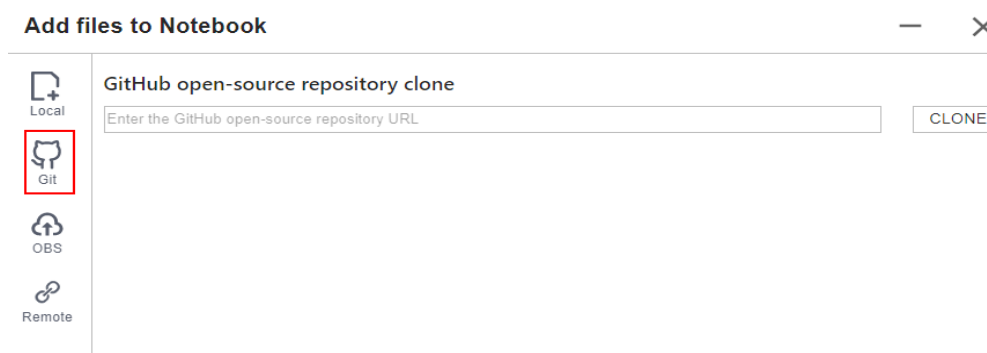 Add files to Notebook
Local
Git
OBS
Remote
GitHub open-source repository clone
Enter the GitHub open-source repository URL
CLONE